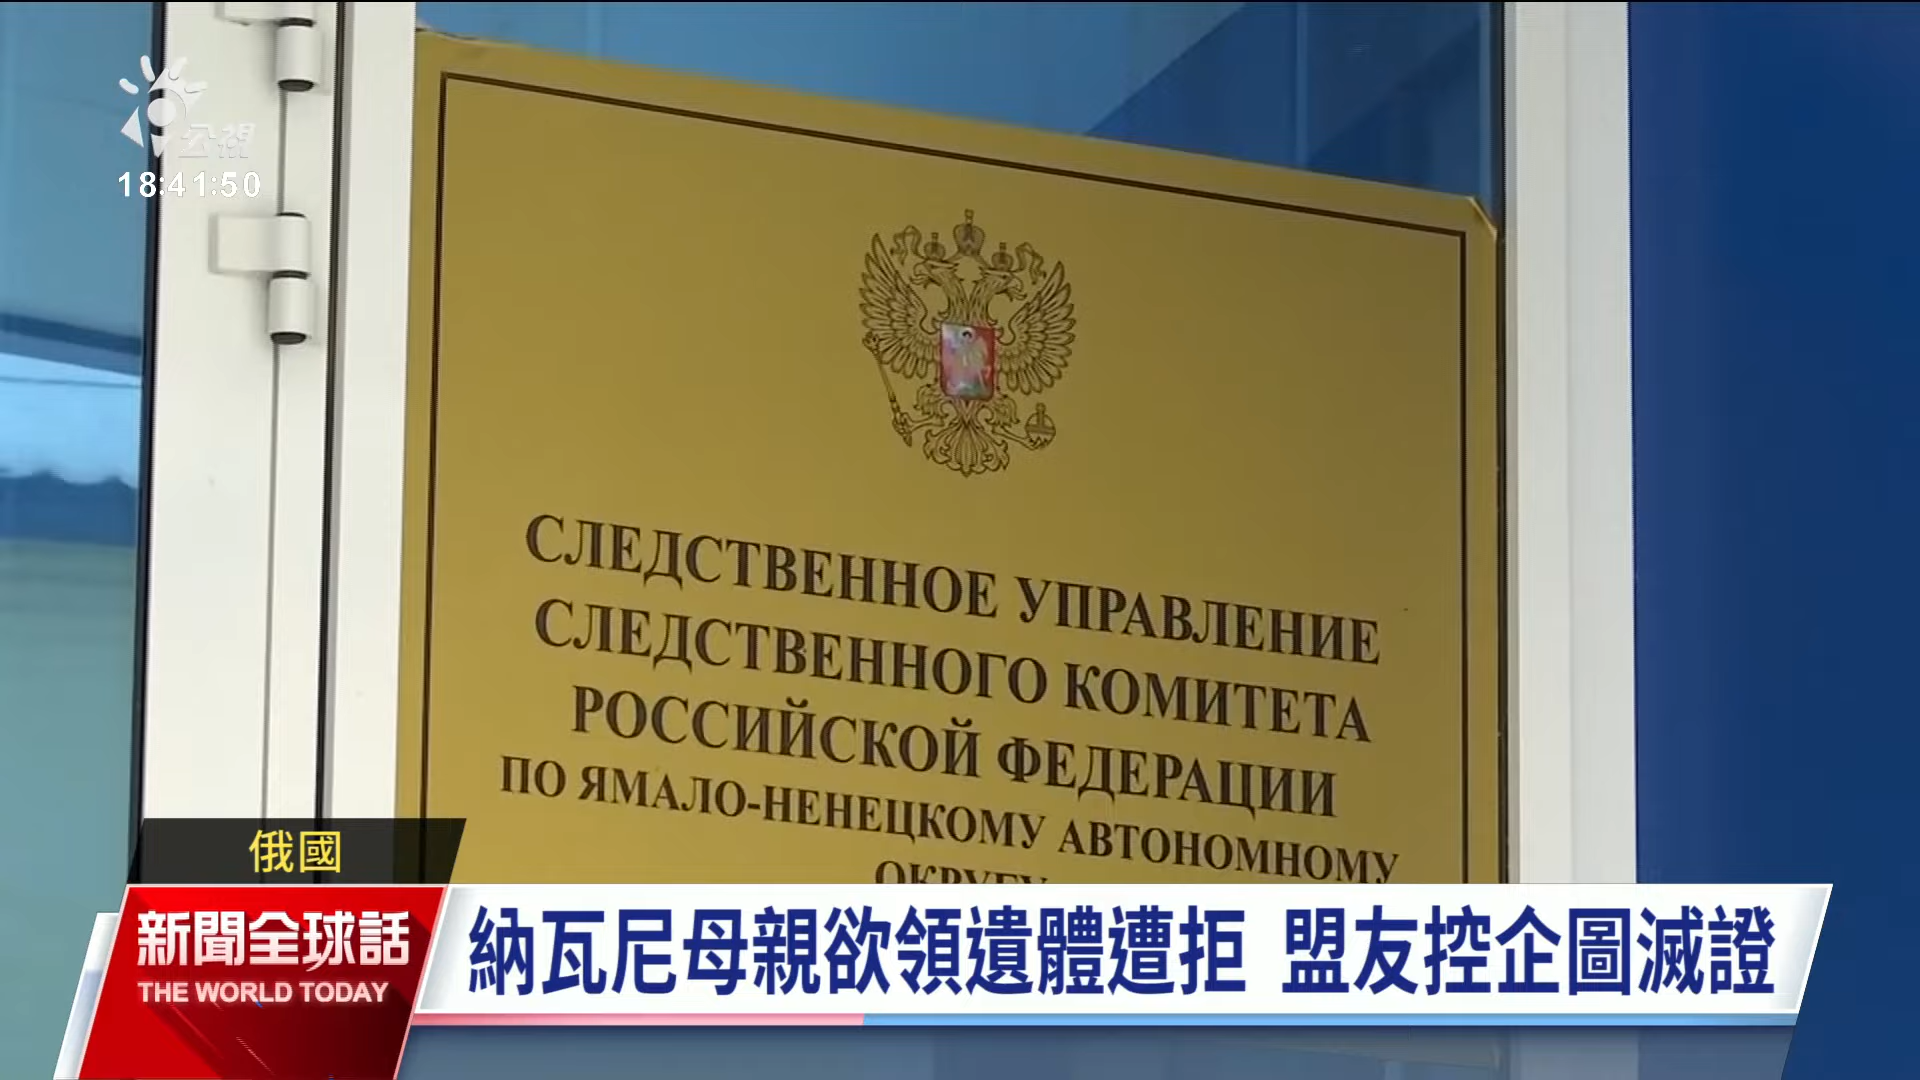 公視
18:41:50
СЛЕДСТВЕННОЕ УПРАВЛЕНИЕ
СЛЕДСТВЕННОГО КОМИТЕТА
РОССИЙСКОЙ ФЕДЕРАЦИИ
ПО ЯМАЛО-НЕНЕЦКОМУ АВТОНОМНОМУ
ОКРУГУ
俄國
新聞全球話
THE WORLD TODAY
納瓦尼母親欲領遺體遭拒 盟友控企圖滅證